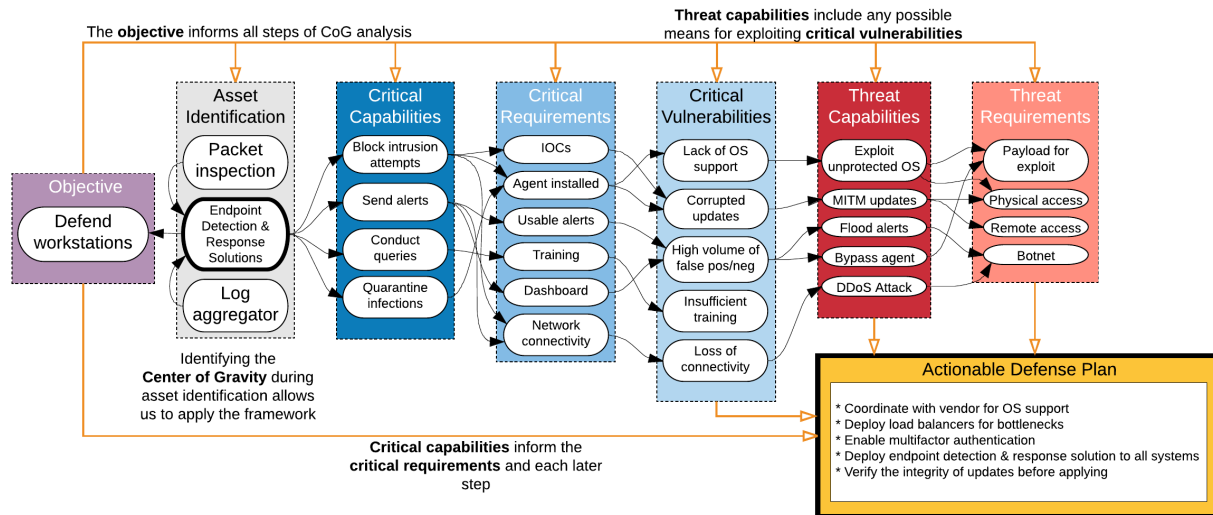 The objective informs all steps of CoG analysis
Threat capabilities include any possible
means for exploiting critical vulnerabilities
Objective
Defend
workstations
Asset
Identification
Packet
inspection
Endpoint
Detection &
Response
Solutions
Log
aggregator
Identifying the
Center of Gravity during
asset identification allows
us to apply the framework
Critical
Capabilities
Block intrusion
attempts
Send alerts
Conduct
queries
Quarantine
infections
Critical
Requirements
IOCs
Agent installed
Usable alerts
Training
Dashboard
Network
connectivity
Critical
Vulnerabilities
Lack of OS
support
Corrupted
updates
High volume of
false pos/neg
Insufficient
training
Loss of
connectivity
Threat
Capabilities
Exploit
unprotected OS
MITM updates
Flood alerts
Bypass agent
DDoS Attack
Threat
Requirements
Payload for
exploit
Physical access
Remote access
Botnet
Critical capabilities inform the
critical requirements and each later
step
Actionable Defense Plan
* Coordinate with vendor for OS support
* Deploy load balancers for bottlenecks
* Enable multifactor authentication
* Deploy endpoint detection & response solution to all systems
* Verify the integrity of updates before applying